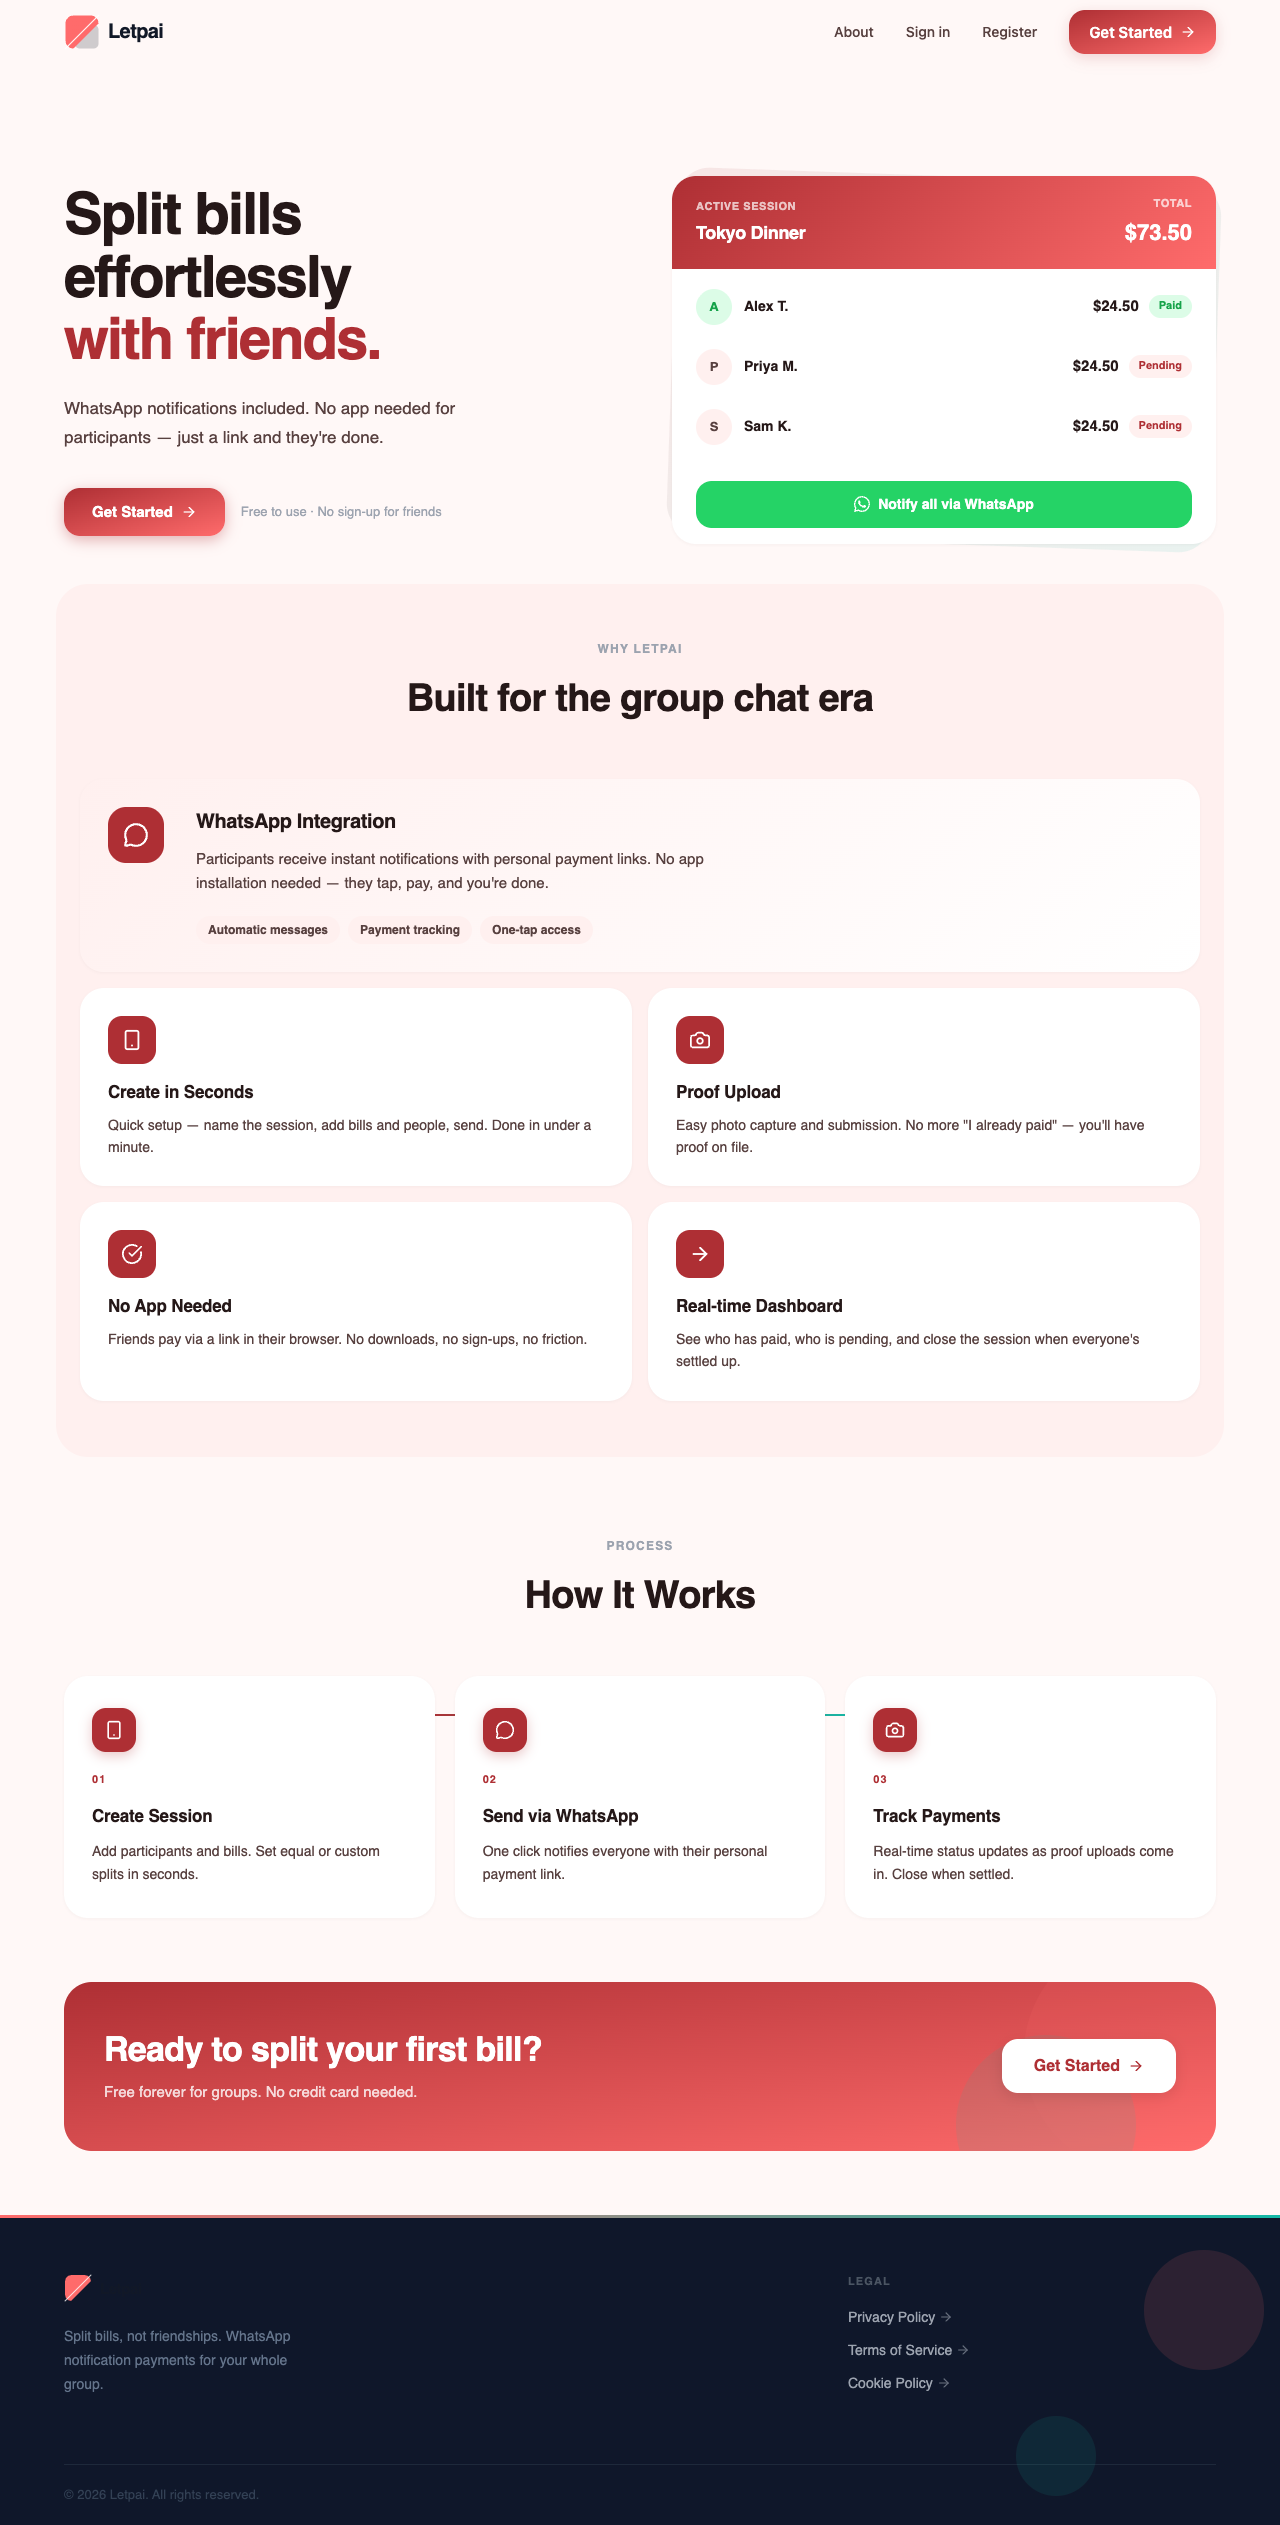 Letpai
About
Sign in
Register
Get Started
Split bills
effortlessly
with friends.
WhatsApp notifications included. No app needed for
participants — just a link and they're done.
Get Started
Free to use · No sign-up for friends
ACTIVE SESSION
Tokyo Dinner
TOTAL
$73.50
A
Alex T.
$24.50
Paid
P
Priya M.
$24.50
Pending
S
Sam K.
$24.50
Pending
Notify all via WhatsApp
WHY LETPAI
Built for the group chat era
WhatsApp Integration
Participants receive instant notifications with personal payment links. No app
installation needed — they tap, pay, and you're done.
Automatic messages
Payment tracking
One-tap access
Create in Seconds
Quick setup — name the session, add bills and people, send. Done in under a
minute.
Proof Upload
Easy photo capture and submission. No more "I already paid" — you'll have
proof on file.
No App Needed
Friends pay via a link in their browser. No downloads, no sign-ups, no friction.
Real-time Dashboard
See who has paid, who is pending, and close the session when everyone's
settled up.
PROCESS
How It Works
01
Create Session
Add participants and bills. Set equal or custom
splits in seconds.
02
Send via WhatsApp
One click notifies everyone with their personal
payment link.
03
Track Payments
Real-time status updates as proof uploads come
in. Close when settled.
Ready to split your first bill?
Free forever for groups. No credit card needed.
Get Started
Split bills, not friendships. WhatsApp
notification payments for your whole
group.
LEGAL
Privacy Policy
Terms of Service
Cookie Policy
© 2026 Letpai. All rights reserved.